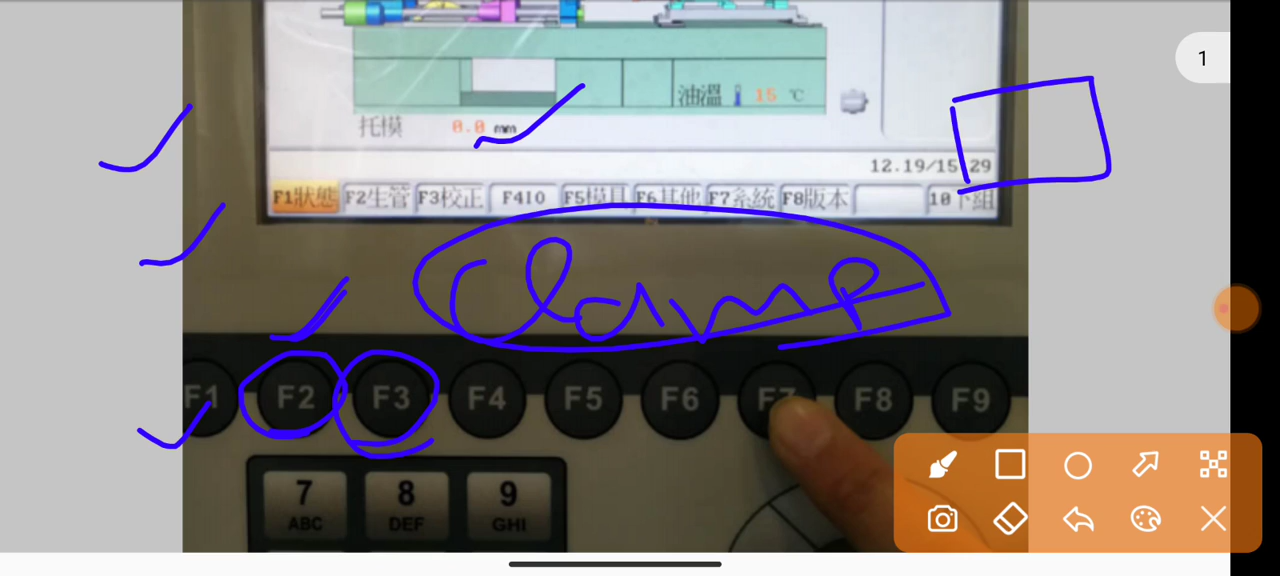 1
油溫 15 ℃
托模 0.0 mm
12.19/15 29
F1狀態 F2生管 F3校正 F4IO F5模具 F6其他 F7系統 F8版本 10下組
Clamp
F1 F2 F3 F4 F5 F6 F7 F8 F9
7 8 9
ABC DEF GHI